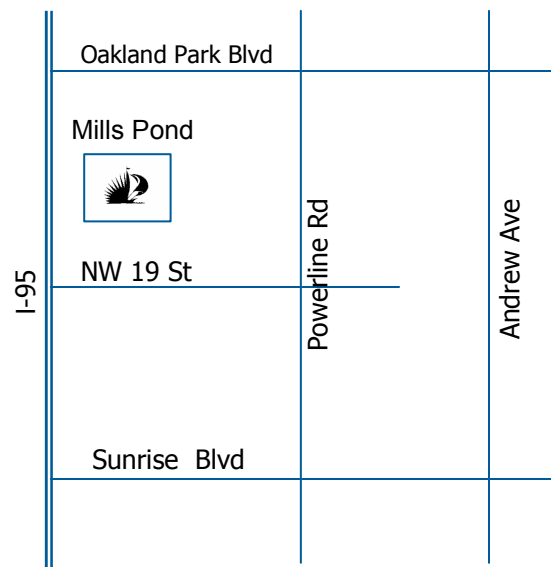 Oakland Park Blvd
Mills Pond
NW 19 St
I-95
Powerline Rd
Andrew Ave
Sunrise Blvd